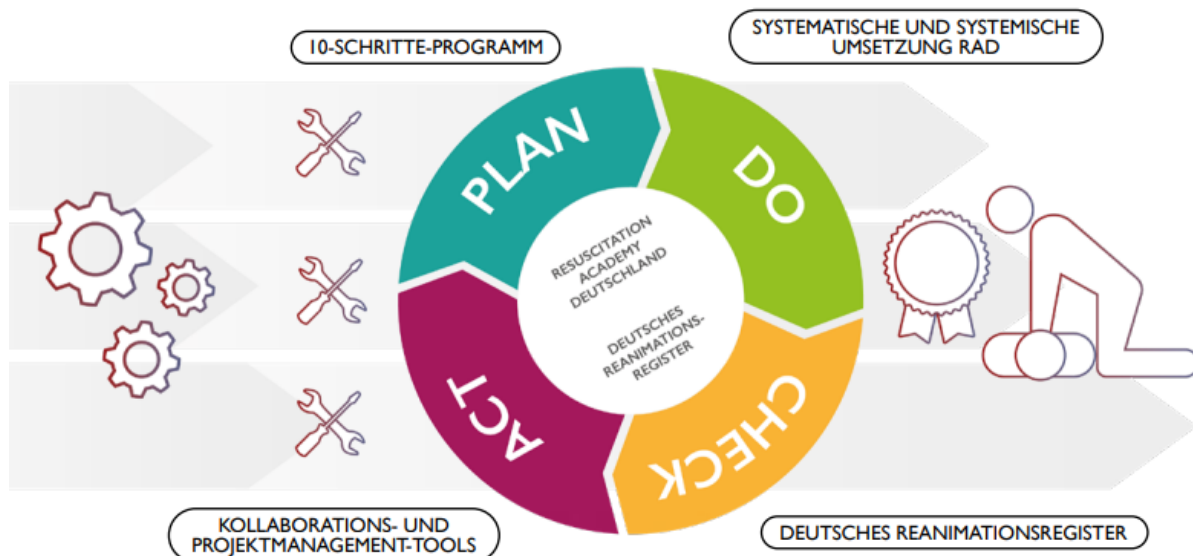 10-SCHRITTE-PROGRAMM
SYSTEMATISCHE UND SYSTEMISCHE
UMSETZUNG RAD
PLAN
DO
RESUSCITATION
ACADEMY
DEUTSCHLAND
DEUTSCHES
REANIMATIONS-
REGISTER
ACT
CHECK
KOLLABORATIONS- UND
PROJEKTMANAGEMENT-TOOLS
DEUTSCHES REANIMATIONSREGISTER